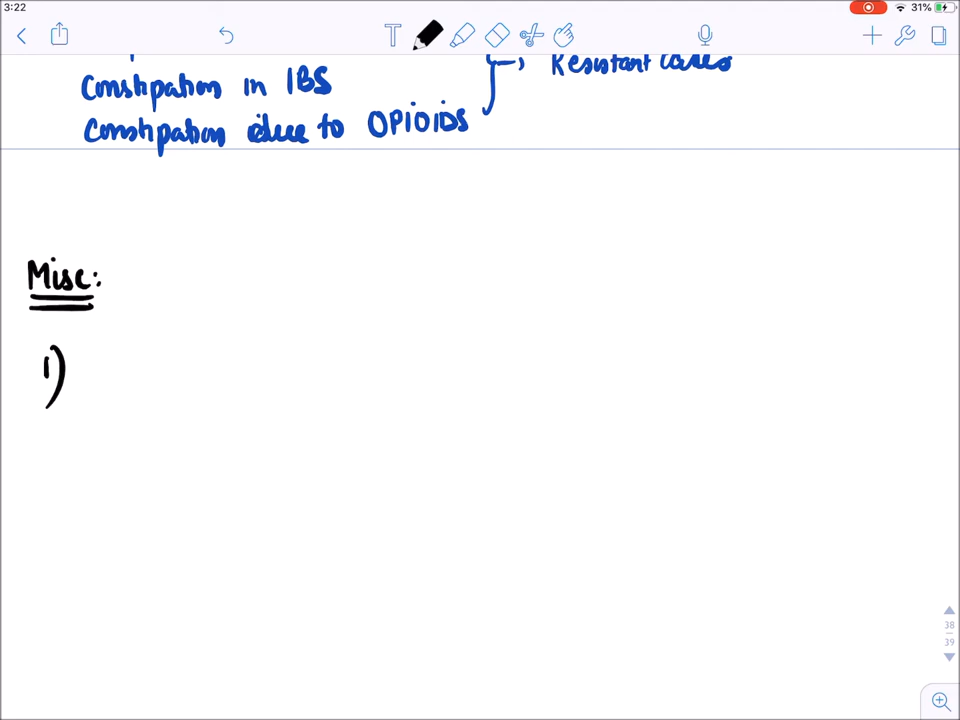 3:22
31%
Resistant cases
Constipation in IBS
Constipation due to OPIOIDS
Misc:
1)
38
39